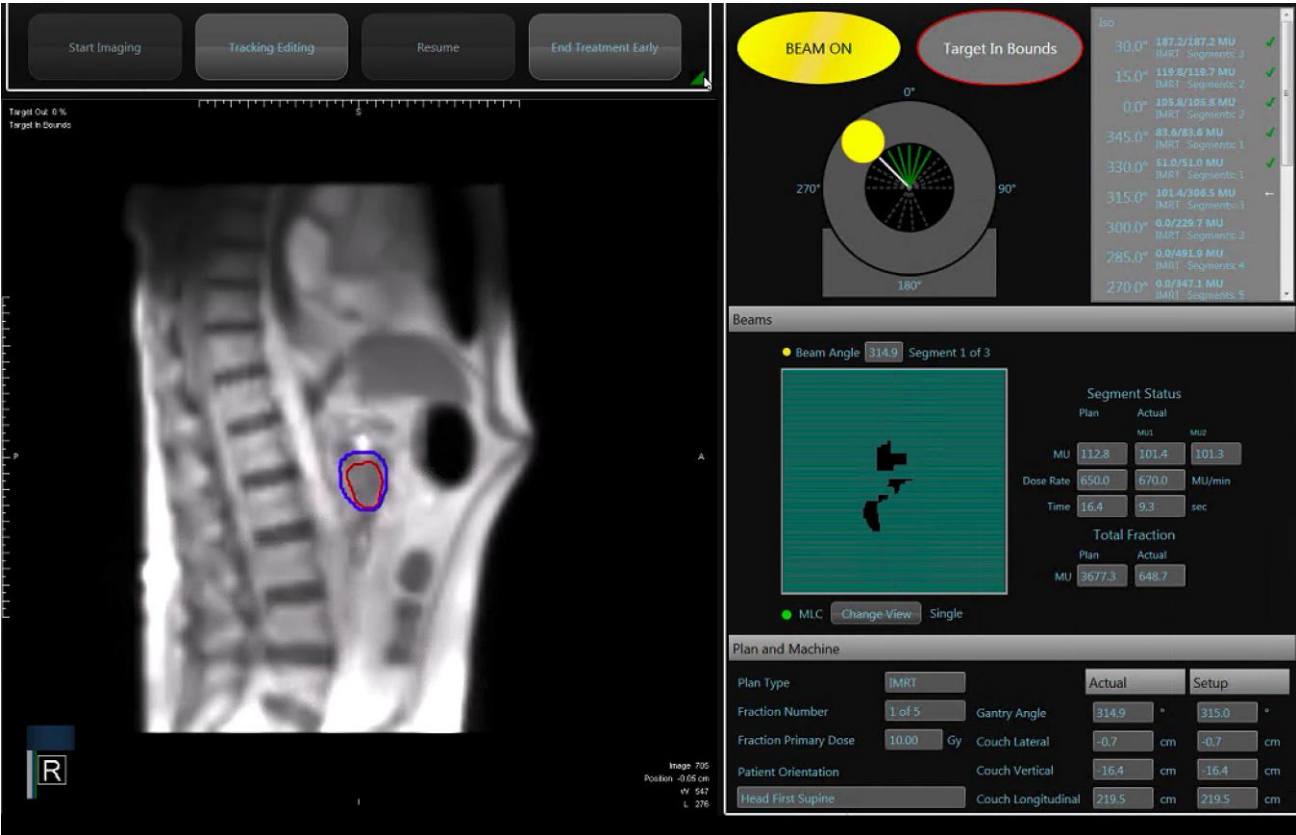 Start Imaging
Tracking Editing
Resume
End Treatment Early
Target Out 0 %
Target In Bounds
S
P
A
I
R
Image 705
Position -0.05 cm
W 547
L 276
BEAM ON
Target In Bounds
0°
270°
90°
180°
Iso
30.0° 187.2/187.2 MU
IMRT Segments: 3
15.0° 119.8/119.7 MU
IMRT Segments: 2
0.0° 105.8/105.8 MU
IMRT Segments: 2
345.0° 83.6/83.6 MU
IMRT Segments: 1
330.0° 51.0/51.0 MU
IMRT Segments: 1
315.0° 101.4/306.5 MU
IMRT Segments: 3
300.0° 0.0/229.7 MU
IMRT Segments: 3
285.0° 0.0/491.9 MU
IMRT Segments: 4
270.0° 0.0/347.1 MU
IMRT Segments: 5
Beams
Beam Angle 314.9 Segment 1 of 3
Segment Status
Plan Actual
MU1 MU2
MU 112.8 101.4 101.3
Dose Rate 650.0 670.0 MU/min
Time 16.4 9.3 sec
Total Fraction
Plan Actual
MU 3677.3 648.7
MLC Change View Single
Plan and Machine
Plan Type IMRT
Fraction Number 1 of 5
Fraction Primary Dose 10.00 Gy
Patient Orientation
Head First Supine
Actual Setup
Gantry Angle 314.9 ° 315.0 °
Couch Lateral -0.7 cm -0.7 cm
Couch Vertical -16.4 cm -16.4 cm
Couch Longitudinal 219.5 cm 219.5 cm